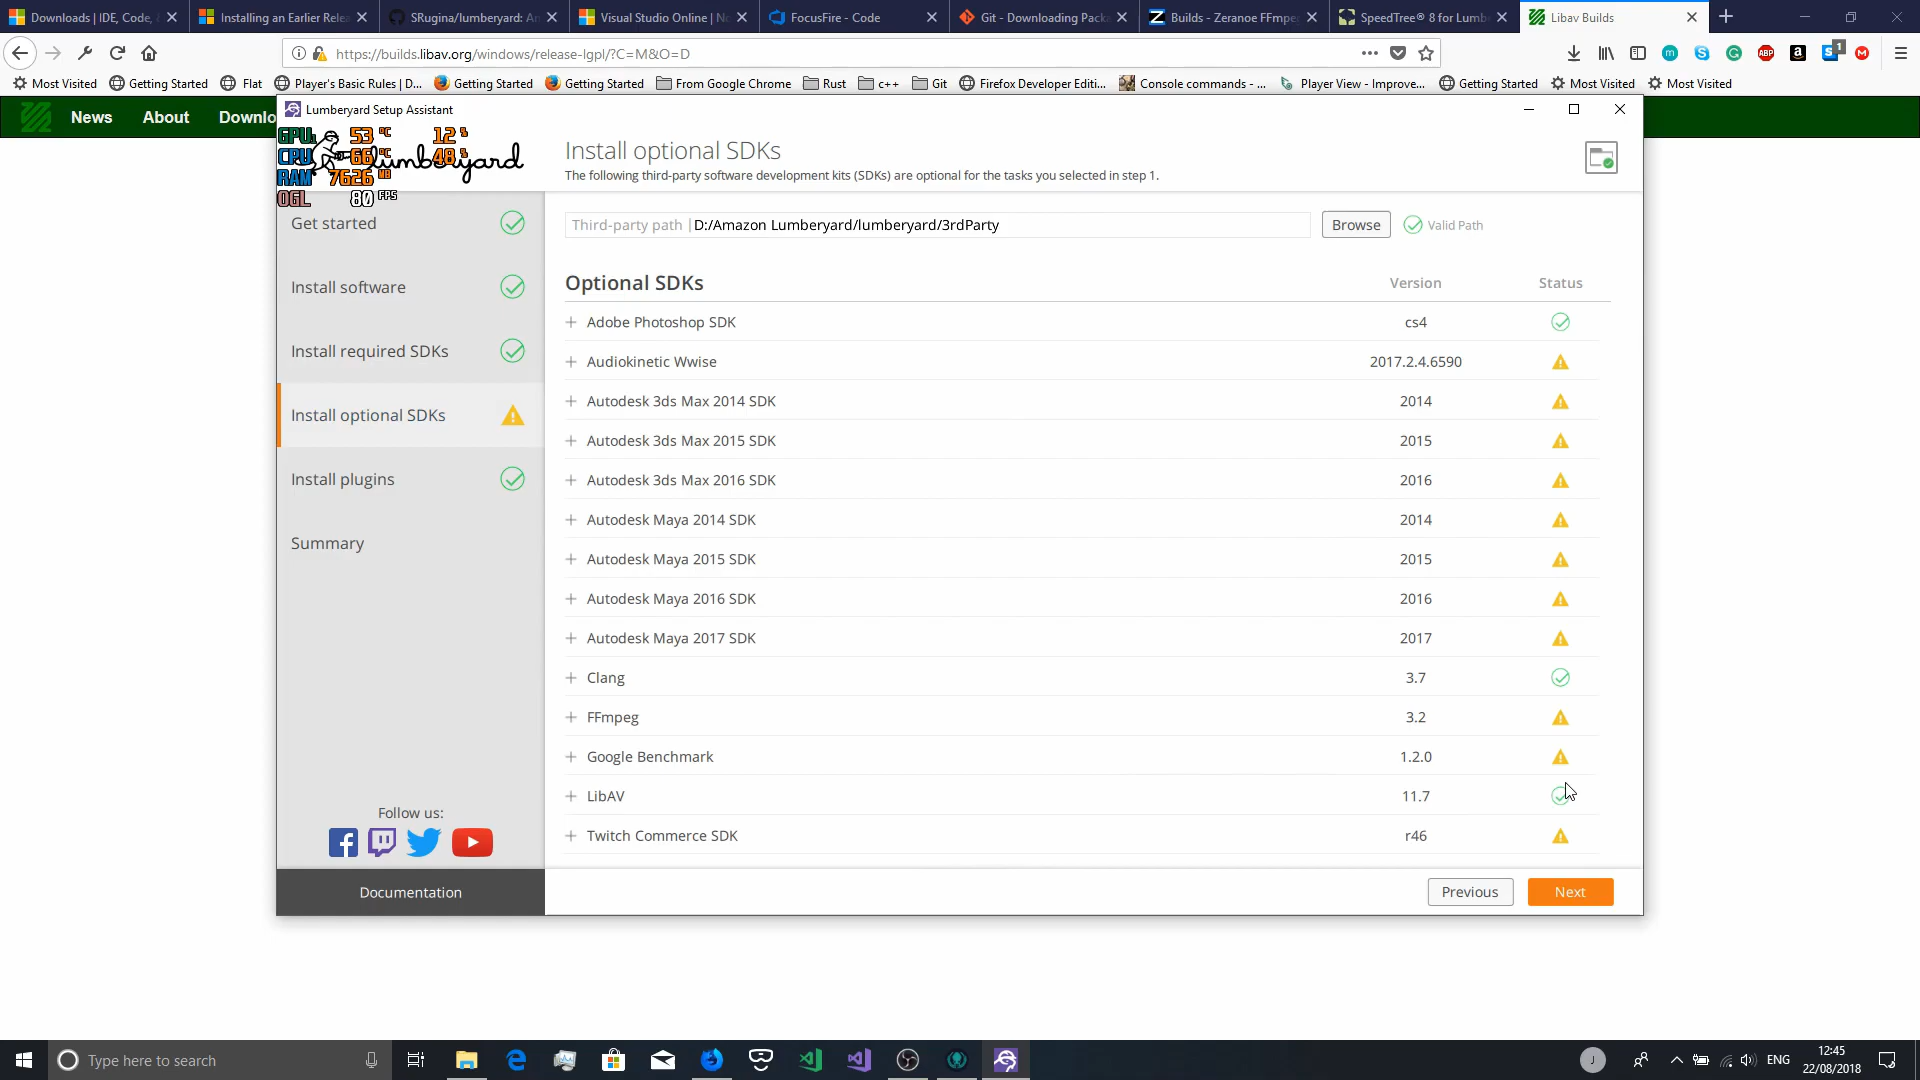 Downloads | IDE, Code,
Installing an Earlier Rele
SRugina/lumberyard: A
Visual Studio Online | N
FocusFire - Code
Git - Downloading Pack
Builds - Zeranoe FFmpe
SpeedTree® 8 for Lumb
Libav Builds
https://builds.libav.org/windows/release-lgpl/?C=M&O=D
Most Visited
Getting Started
Flat
Player's Basic Rules | D...
Getting Started
Getting Started
From Google Chrome
Rust
c++
Git
Firefox Developer Editi...
Console commands - ...
Player View - Improve...
Getting Started
Most Visited
Most Visited
News
About
Downlo
Lumberyard Setup Assistant
GPU 53 °C 12 %
CPU 66 °C 48 %
RAM 7626 MB
OGL 80 FPS
lumberyard
Install optional SDKs
The following third-party software development kits (SDKs) are optional for the tasks you selected in step 1.
Get started
Install software
Install required SDKs
Install optional SDKs
Install plugins
Summary
Third-party path | D:/Amazon Lumberyard/lumberyard/3rdParty
Browse
Valid Path
Optional SDKs Version Status
Adobe Photoshop SDK cs4
Audiokinetic Wwise 2017.2.4.6590
Autodesk 3ds Max 2014 SDK 2014
Autodesk 3ds Max 2015 SDK 2015
Autodesk 3ds Max 2016 SDK 2016
Autodesk Maya 2014 SDK 2014
Autodesk Maya 2015 SDK 2015
Autodesk Maya 2016 SDK 2016
Autodesk Maya 2017 SDK 2017
Clang 3.7
FFmpeg 3.2
Google Benchmark 1.2.0
LibAV 11.7
Twitch Commerce SDK r46
Follow us:
Documentation
Previous
Next
Type here to search
J
ENG
12:45
22/08/2018